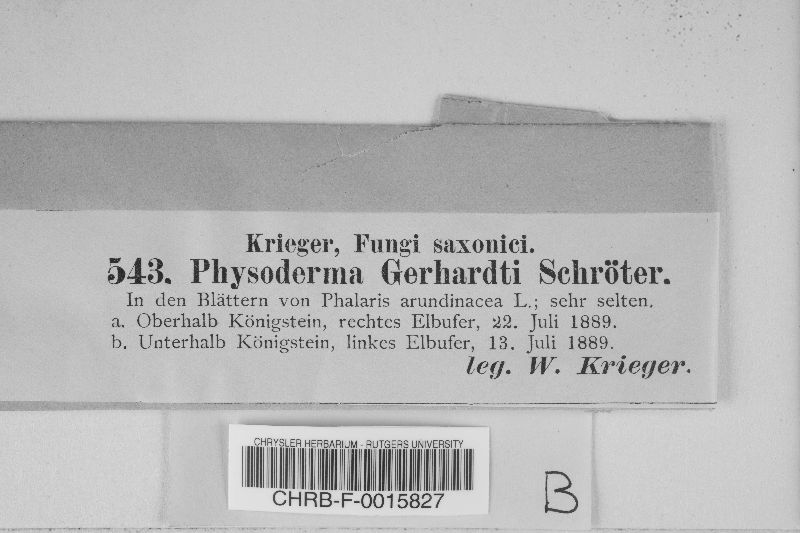 Krieger, Fungi saxonici.
543. Physoderma Gerhardti Schröter.
In den Blättern von Phalaris arundinacea L.; sehr selten.
a. Oberhalb Königstein, rechtes Elbufer, 22. Juli 1889.
b. Unterhalb Königstein, linkes Elbufer, 13. Juli 1889.
leg. W. Krieger.
CHRYSLER HERBARIUM - RUTGERS UNIVERSITY
CHRB-F-0015827
B